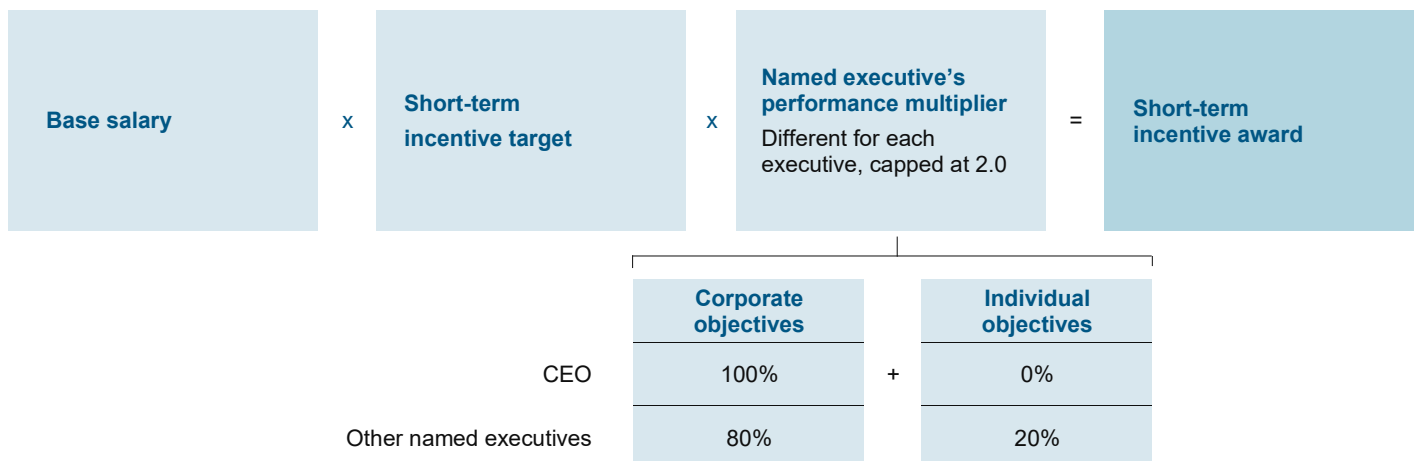 Base salary
x
Short-term
incentive target
x
Named executive’s
performance multiplier
Different for each
executive, capped at 2.0
=
Short-term
incentive award
Corporate
objectives
Individual
objectives
CEO
100%
+
0%
Other named executives
80%
20%